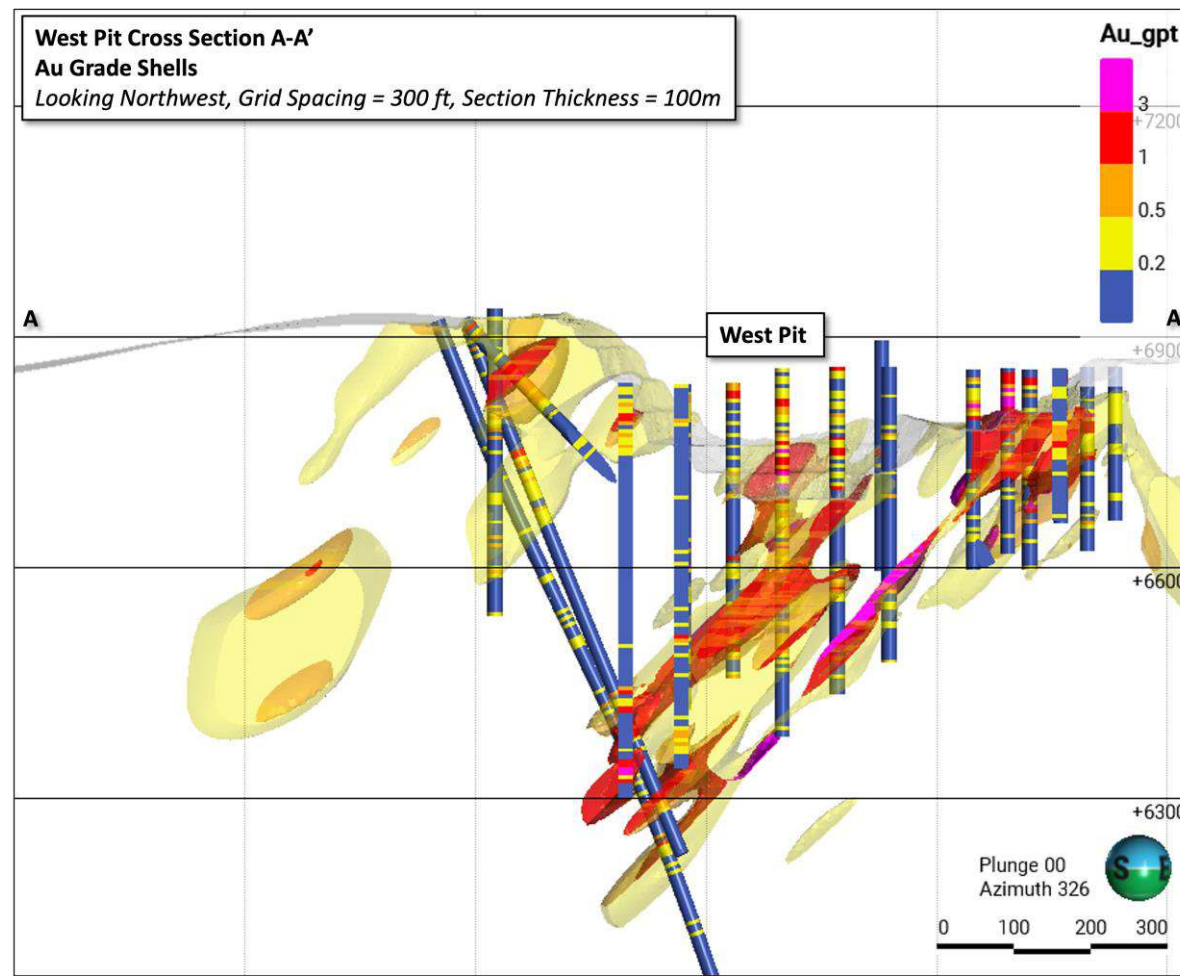 West Pit Cross Section A-A’
Au Grade Shells
Looking Northwest, Grid Spacing = 300 ft, Section Thickness = 100m
Au_gpt
3
+7200
1
0.5
0.2
A
A
West Pit
+6900
+6600
+6300
Plunge 00
Azimuth 326
S E
0 100 200 300